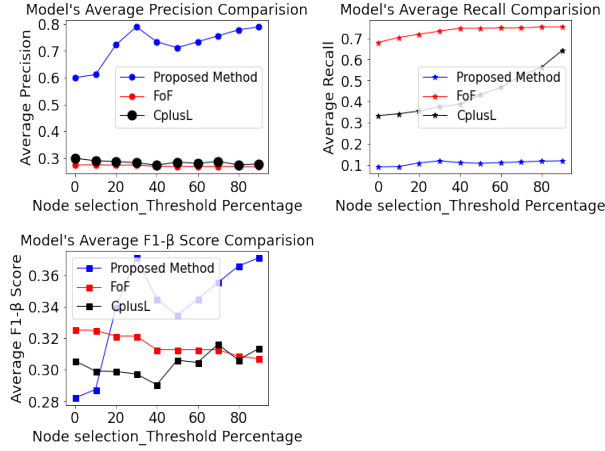 Model's Average Precision Comparision
0.8
0.7
0.6
0.5
0.4
0.3
Average Precision
Proposed Method
FoF
CplusL
0 20 40 60 80
Node selection_Threshold Percentage
Model's Average Recall Comparision
0.7
0.6
0.5
0.4
0.3
0.2
0.1
Average Recall
Proposed Method
FoF
CplusL
0 20 40 60 80
Node selection_Threshold Percentage
Model's Average F1-β Score Comparision
0.36
0.32
0.30
0.28
Average F1-β Score
Proposed Method
FoF
CplusL
0 20 40 60 80
Node selection_Threshold Percentage